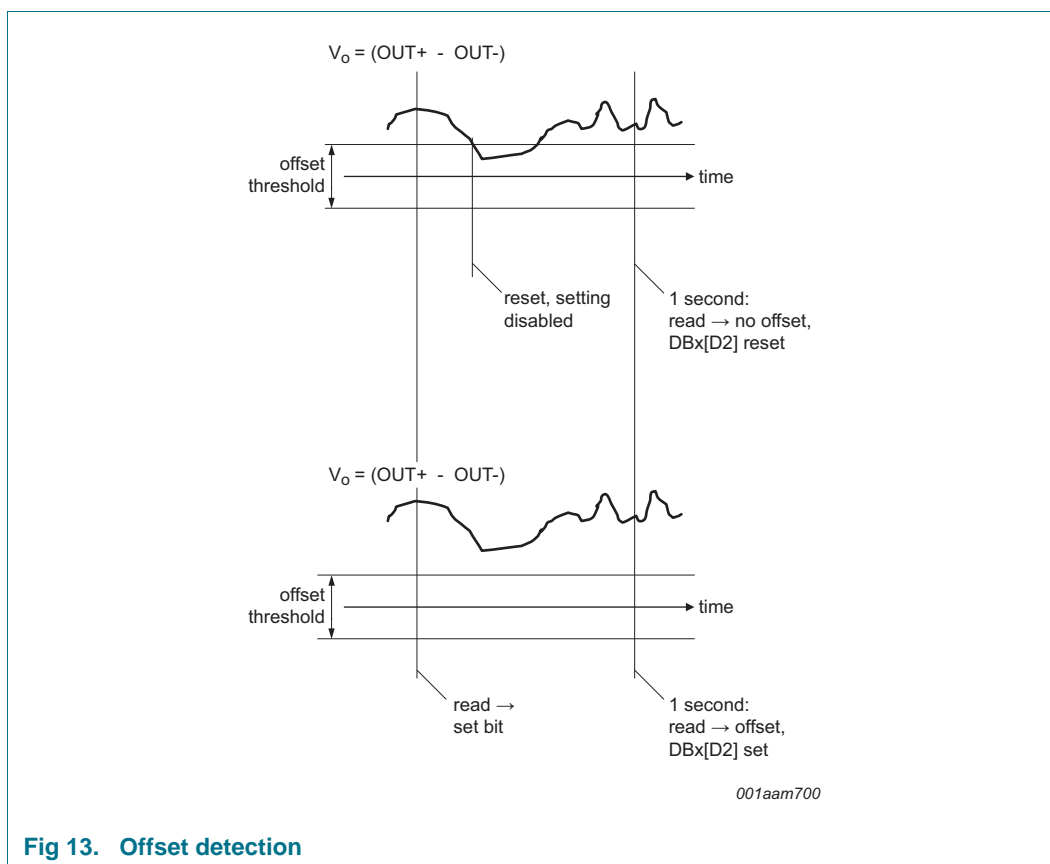 Vo = (OUT+ - OUT-)
offset
threshold
time
reset, setting
disabled
1 second:
read → no offset,
DBx[D2] reset
Vo = (OUT+ - OUT-)
offset
threshold
time
read →
set bit
1 second:
read → offset,
DBx[D2] set
001aam700
Fig 13. Offset detection